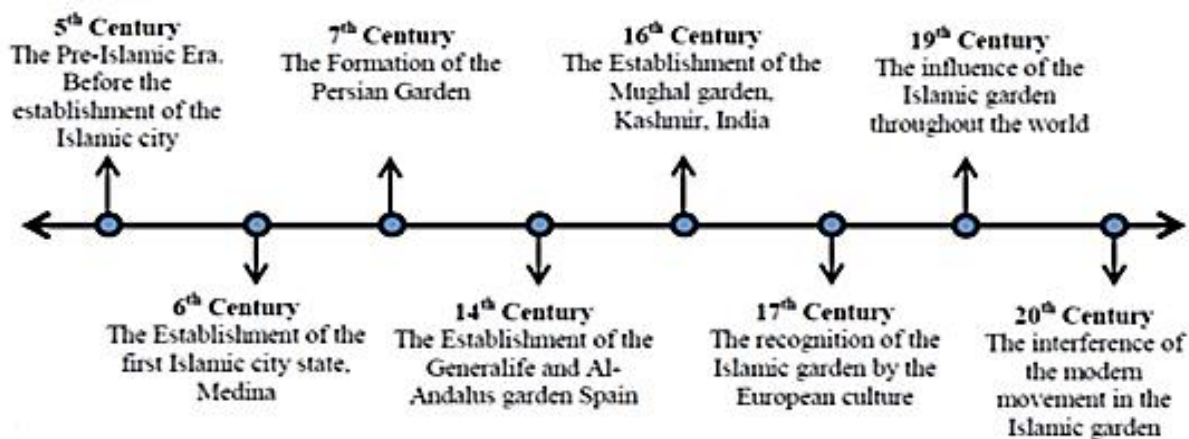 5th Century
The Pre-Islamic Era.
Before the
establishment of the
Islamic city
7th Century
The Formation of the
Persian Garden
16th Century
The Establishment of the
Mughal garden,
Kashmir, India
19th Century
The influence of the
Islamic garden
throughout the world
6th Century
The Establishment of the
first Islamic city state,
Medina
14th Century
The Establishment of the
Generalife and Al-
Andalus garden Spain
17th Century
The recognition of the
Islamic garden by the
European culture
20th Century
The interference of
the modern
movement in the
Islamic garden